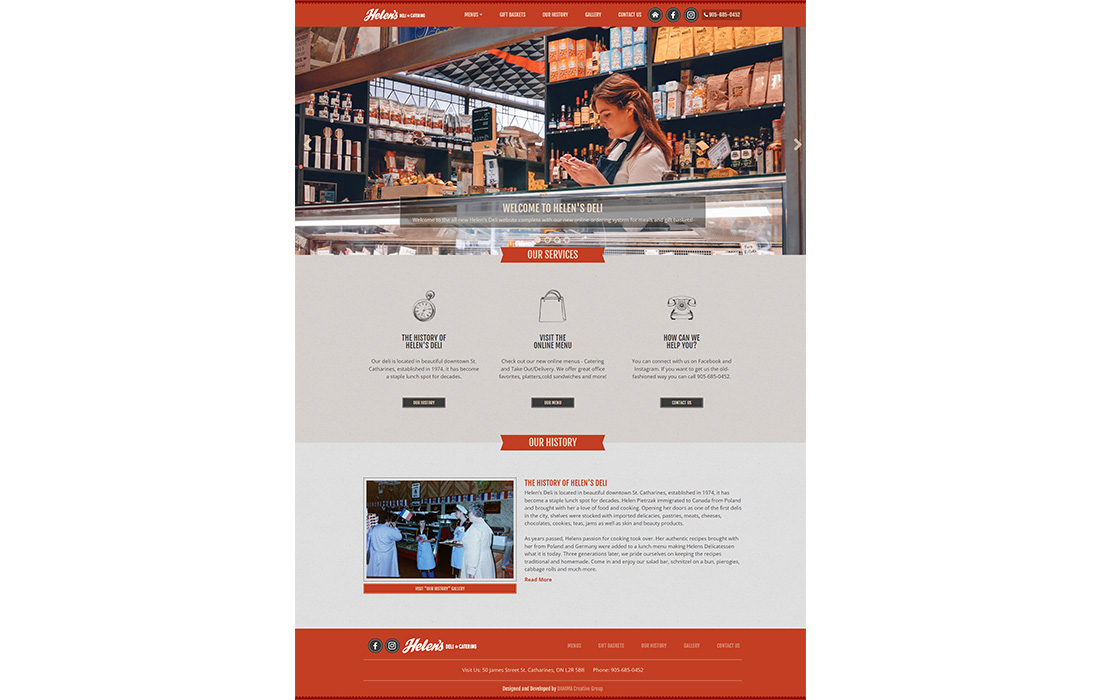 Helen's DELI & CATERING
MENUS
GIFT BASKETS
OUR HISTORY
GALLERY
CONTACT US
905-685-0452
WELCOME TO HELEN'S DELI
Welcome to the all-new Helen's Deli website complete with our new online ordering system for meals and gift baskets!
OUR SERVICES
THE HISTORY OF
HELEN'S DELI
Our deli is located in beautiful downtown St.
Catharines, established in 1974, it has become
a staple lunch spot for decades.
OUR HISTORY
VISIT THE
ONLINE MENU
Check out our new online menus - Catering
and Take Out/Delivery. We offer great office
favorites, platters,cold sandwiches and more!
OUR MENU
HOW CAN WE
HELP YOU?
You can connect with us on Facebook and
Instagram. If you want to get us the old-
fashioned way you can call 905-685-0452.
CONTACT US
OUR HISTORY
VISIT "OUR HISTORY" GALLERY
THE HISTORY OF HELEN'S DELI
Helen's Deli is located in beautiful downtown St. Catharines, established in 1974, it has
become a staple lunch spot for decades. Helen Pietrzak immigrated to Canada from Poland
and brought with her a love of food and cooking. Opening her doors as one of the first delis
in the city, shelves were stocked with imported delicacies, pastries, meats, cheeses,
chocolates, cookies, teas, jams as well as skin and beauty products.
As years passed, Helens passion for cooking took over. Her authentic recipes brought with
her from Poland and Germany were added to a lunch menu making Helens Delicatessen
what it is today. Three generations later, we pride ourselves on keeping the recipes
traditional and homemade. Come in and enjoy our salad bar, schnitzel on a bun, pierogies,
cabbage rolls and much more.
Read More
Helen's DELI & CATERING
MENUS
GIFT BASKETS
OUR HISTORY
GALLERY
CONTACT US
Visit Us: 50 James Street St. Catharines, ON L2R 5B8 Phone: 905-685-0452
Designed and Developed by GHAMMA Creative Group